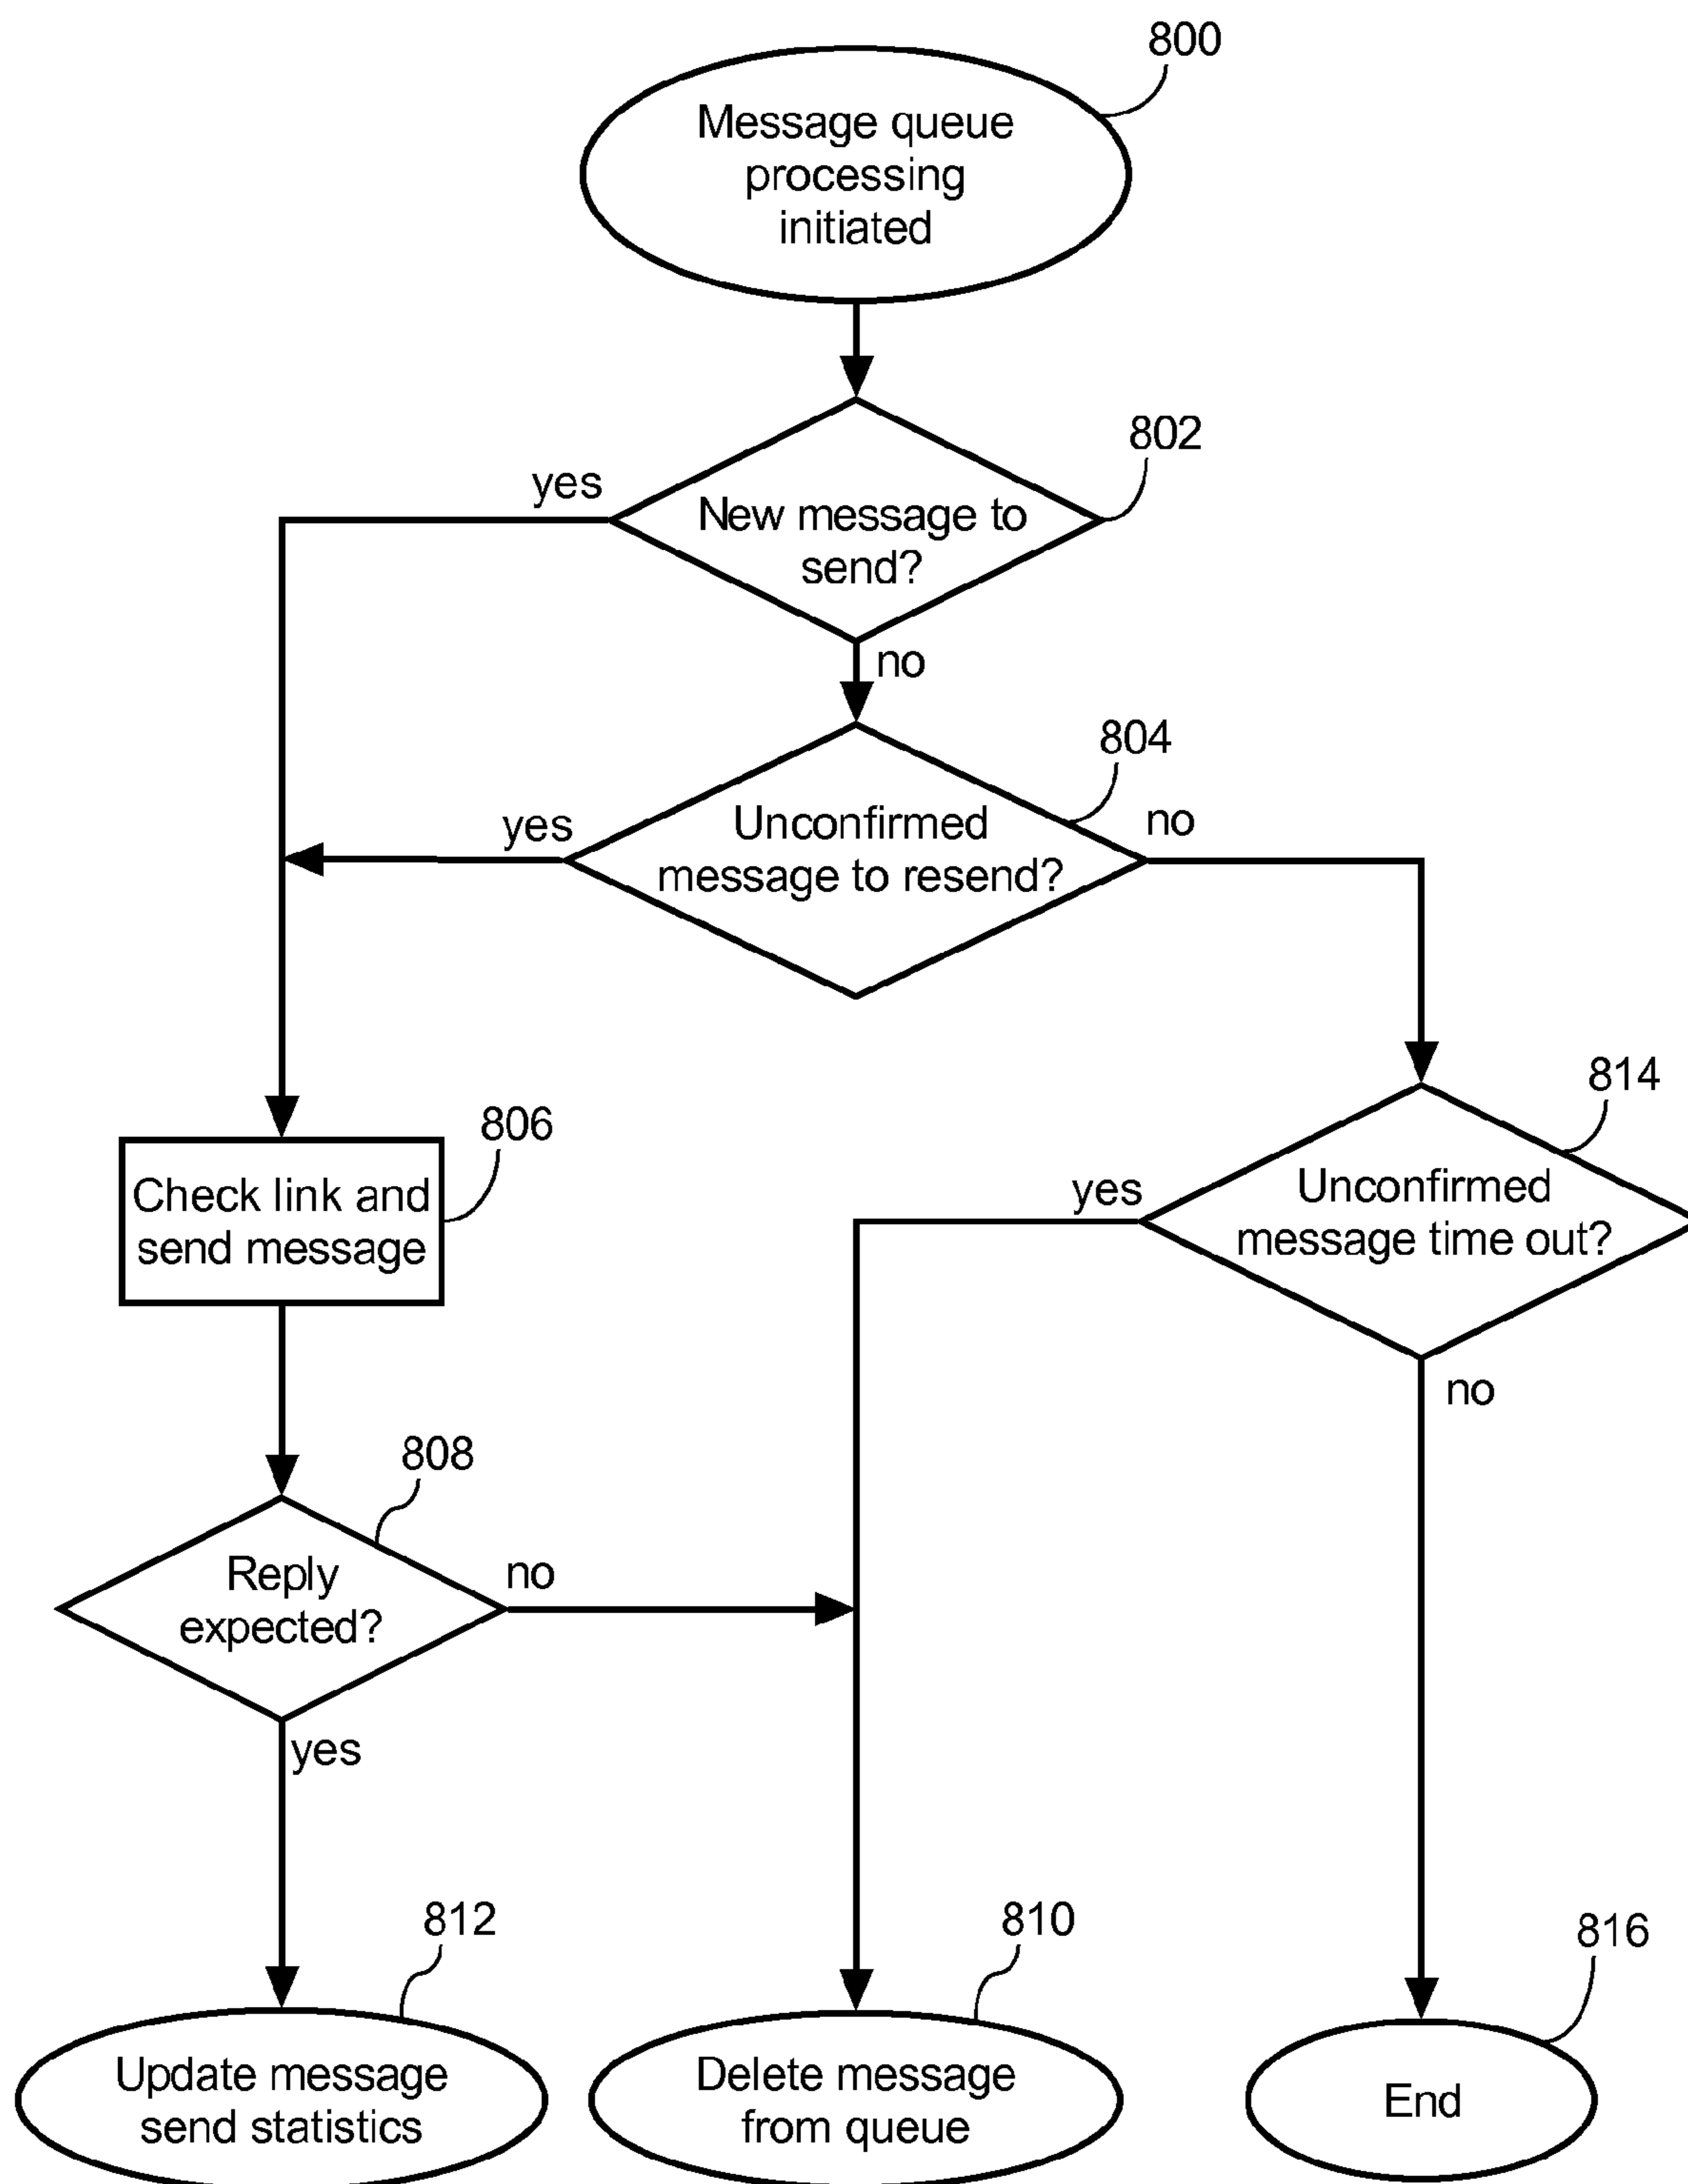 800
Message queue
processing
initiated
802
yes
New message to
send?
no
804
yes
Unconfirmed
message to resend?
no
814
806
Check link and
send message
yes
Unconfirmed
message time out?
no
808
Reply
expected?
no
yes
812
810
816
Update message
send statistics
Delete message
from queue
End